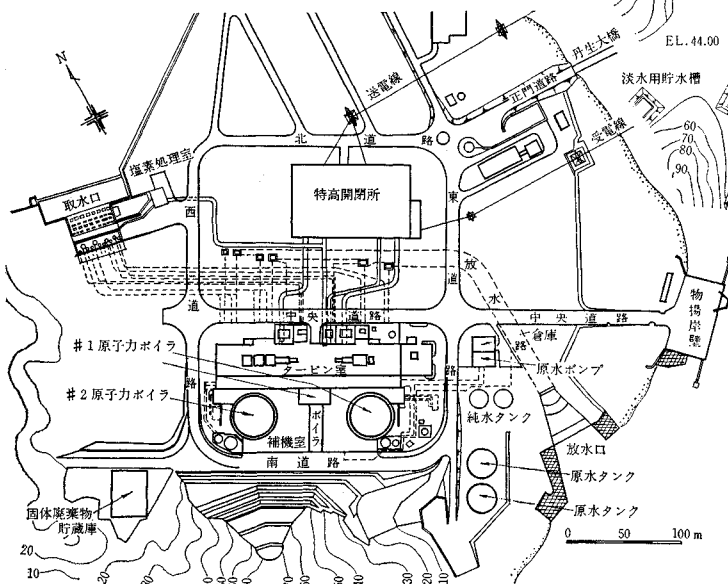 EL.44.00
N
送電線
丹生大橋
正門道路
淡水用貯水槽
受電線
60
70
80
90
北道路
塩素処理室
取水口
西
道
路
特高開閉所
東
道
路
放
水
路
中央道路
中央道路
物揚岸壁
倉庫
#1原子力ボイラ
タービン室
原水ポンプ
#2原子力ボイラ
ボイラ
補機室
純水タンク
放水口
南道路
原水タンク
原水タンク
固体廃棄物
貯蔵庫
0 50 100 m
20
10
30
20
10